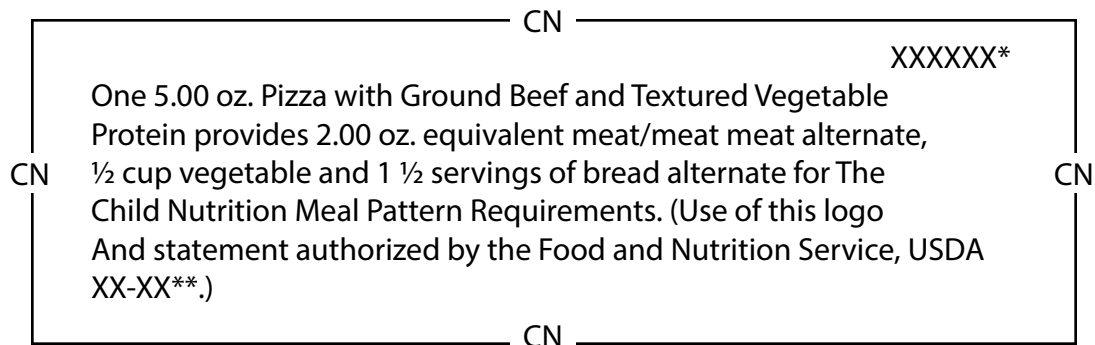 CN
XXXXXX*
One 5.00 oz. Pizza with Ground Beef and Textured Vegetable
Protein provides 2.00 oz. equivalent meat/meat meat alternate,
CN ½ cup vegetable and 1 ½ servings of bread alternate for The CN
Child Nutrition Meal Pattern Requirements. (Use of this logo
And statement authorized by the Food and Nutrition Service, USDA
XX-XX**.)
CN